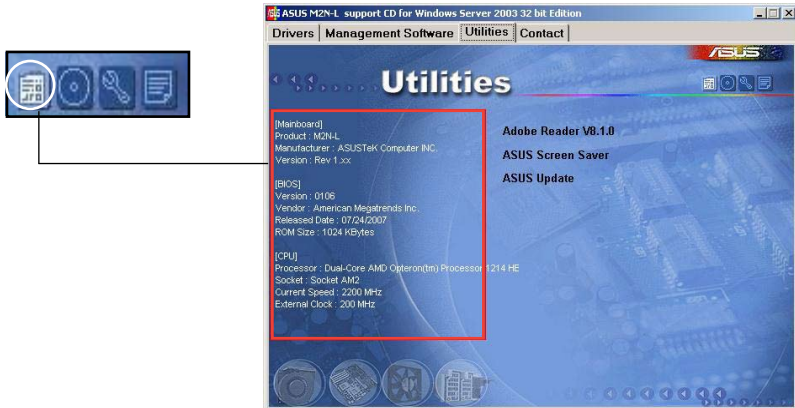 ASUS M2N-L support CD for Windows Server 2003 32 bit Edition
Drivers Management Software Utilities Contact
ASUS
Utilities
[Mainboard]
Product : M2N-L
Manufacturer : ASUSTeK Computer INC.
Version : Rev 1.xx
[BIOS]
Version : 0106
Vendor : American Megatrends Inc.
Released Date : 07/24/2007
ROM Size : 1024 KBytes
[CPU]
Processor : Dual-Core AMD Opteron(tm) Processor 1214 HE
Socket : Socket AM2
Current Speed : 2200 MHz
External Clock : 200 MHz
Adobe Reader V8.1.0
ASUS Screen Saver
ASUS Update